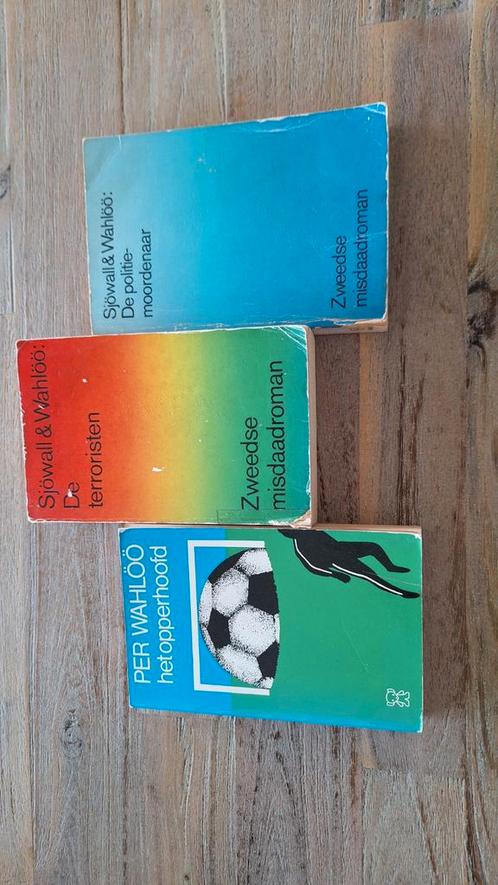 Sjöwall & Wahlöö:
De politie-
moordenaar
Zweedse
misdaadroman
Sjöwall & Wahlöö:
De
terroristen
Zweedse
misdaadroman
PER WAHLÖÖ
het opperhoofd